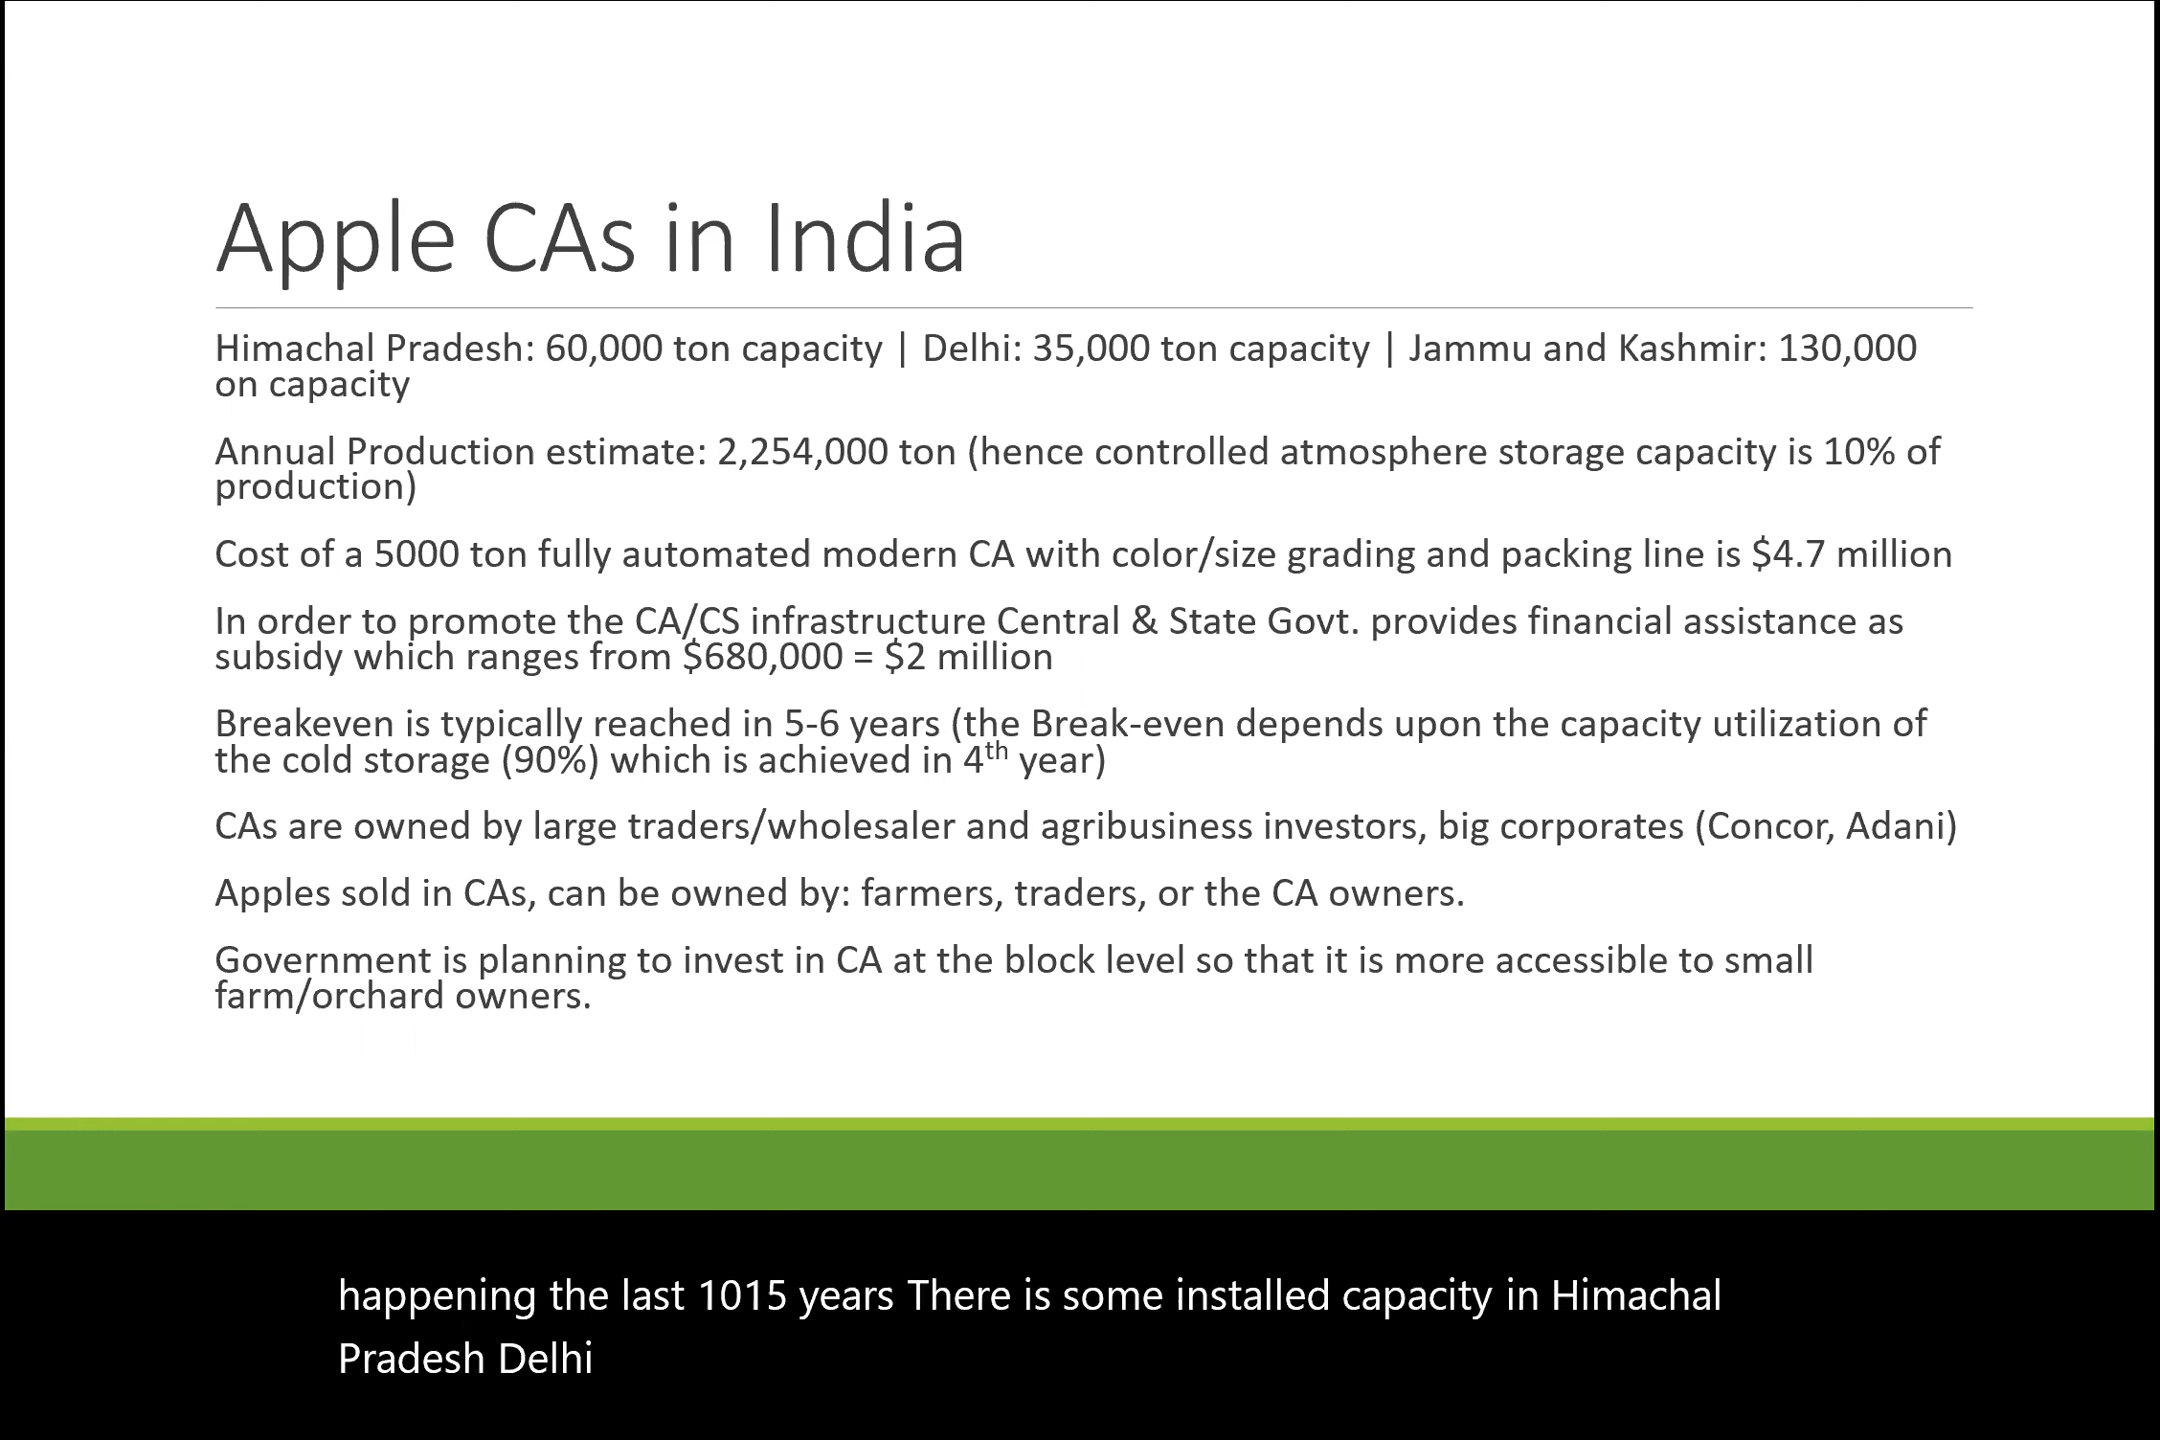 Apple CAs in India
Himachal Pradesh: 60,000 ton capacity | Delhi: 35,000 ton capacity | Jammu and Kashmir: 130,000
on capacity
Annual Production estimate: 2,254,000 ton (hence controlled atmosphere storage capacity is 10% of
production)
Cost of a 5000 ton fully automated modern CA with color/size grading and packing line is $4.7 million
In order to promote the CA/CS infrastructure Central & State Govt. provides financial assistance as
subsidy which ranges from $680,000 = $2 million
Breakeven is typically reached in 5-6 years (the Break-even depends upon the capacity utilization of
the cold storage (90%) which is achieved in 4th year)
CAs are owned by large traders/wholesaler and agribusiness investors, big corporates (Concor, Adani)
Apples sold in CAs, can be owned by: farmers, traders, or the CA owners.
Government is planning to invest in CA at the block level so that it is more accessible to small
farm/orchard owners.
happening the last 1015 years There is some installed capacity in Himachal
Pradesh Delhi